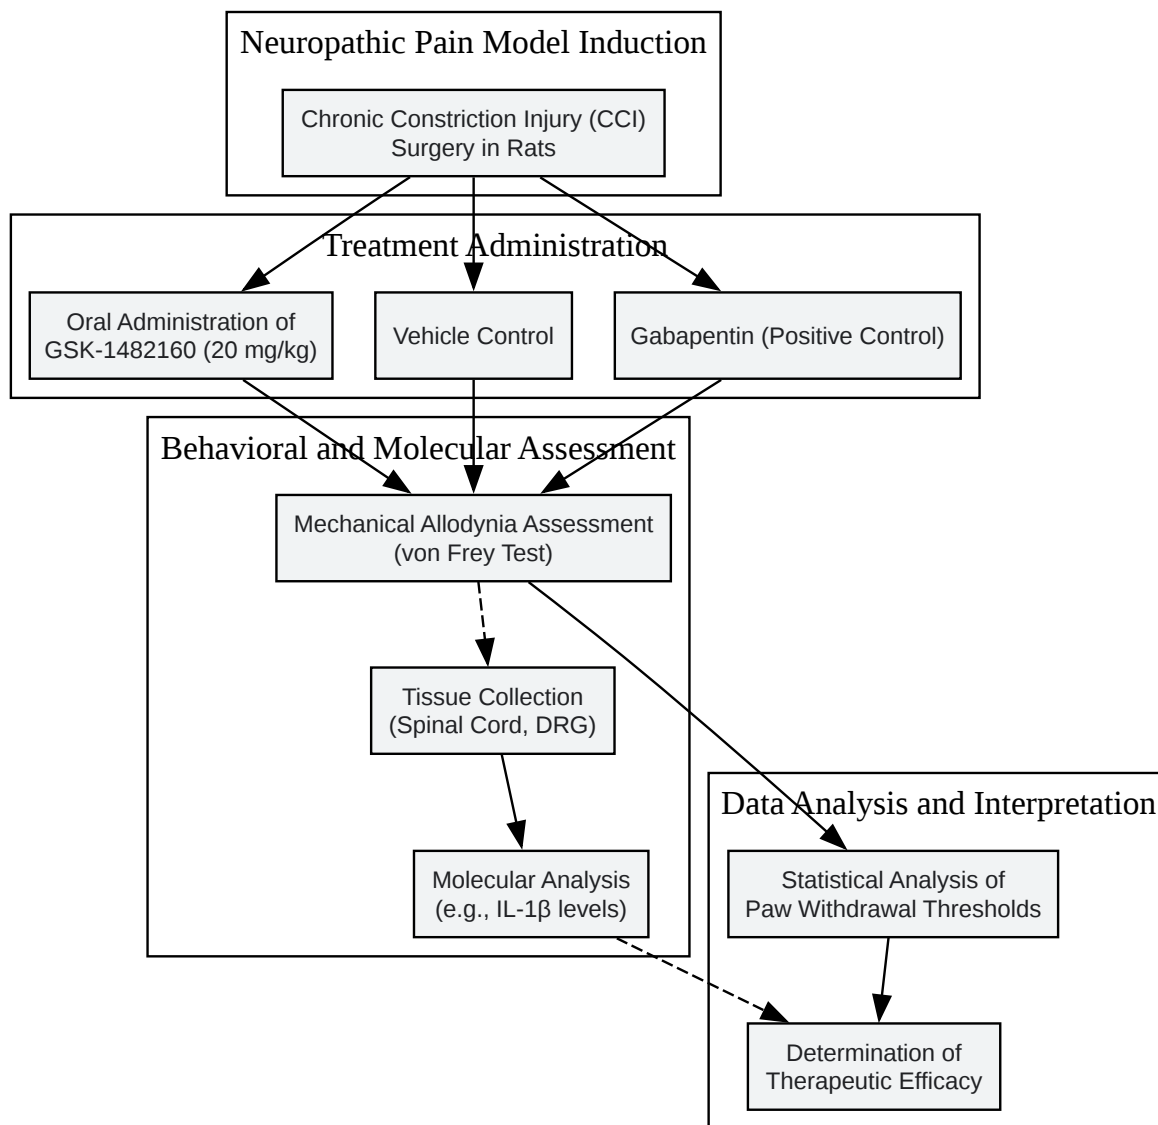 Neuropathic Pain Model Induction
Chronic Constriction Injury (CCI)
Surgery in Rats
Treatment Administration
Oral Administration of
GSK-1482160 (20 mg/kg)
Vehicle Control
Gabapentin (Positive Control)
Behavioral and Molecular Assessment
Mechanical Allodynia Assessment
(von Frey Test)
Tissue Collection
(Spinal Cord, DRG)
Molecular Analysis
(e.g., IL-1β levels)
Data Analysis and Interpretation
Statistical Analysis of
Paw Withdrawal Thresholds
Determination of
Therapeutic Efficacy